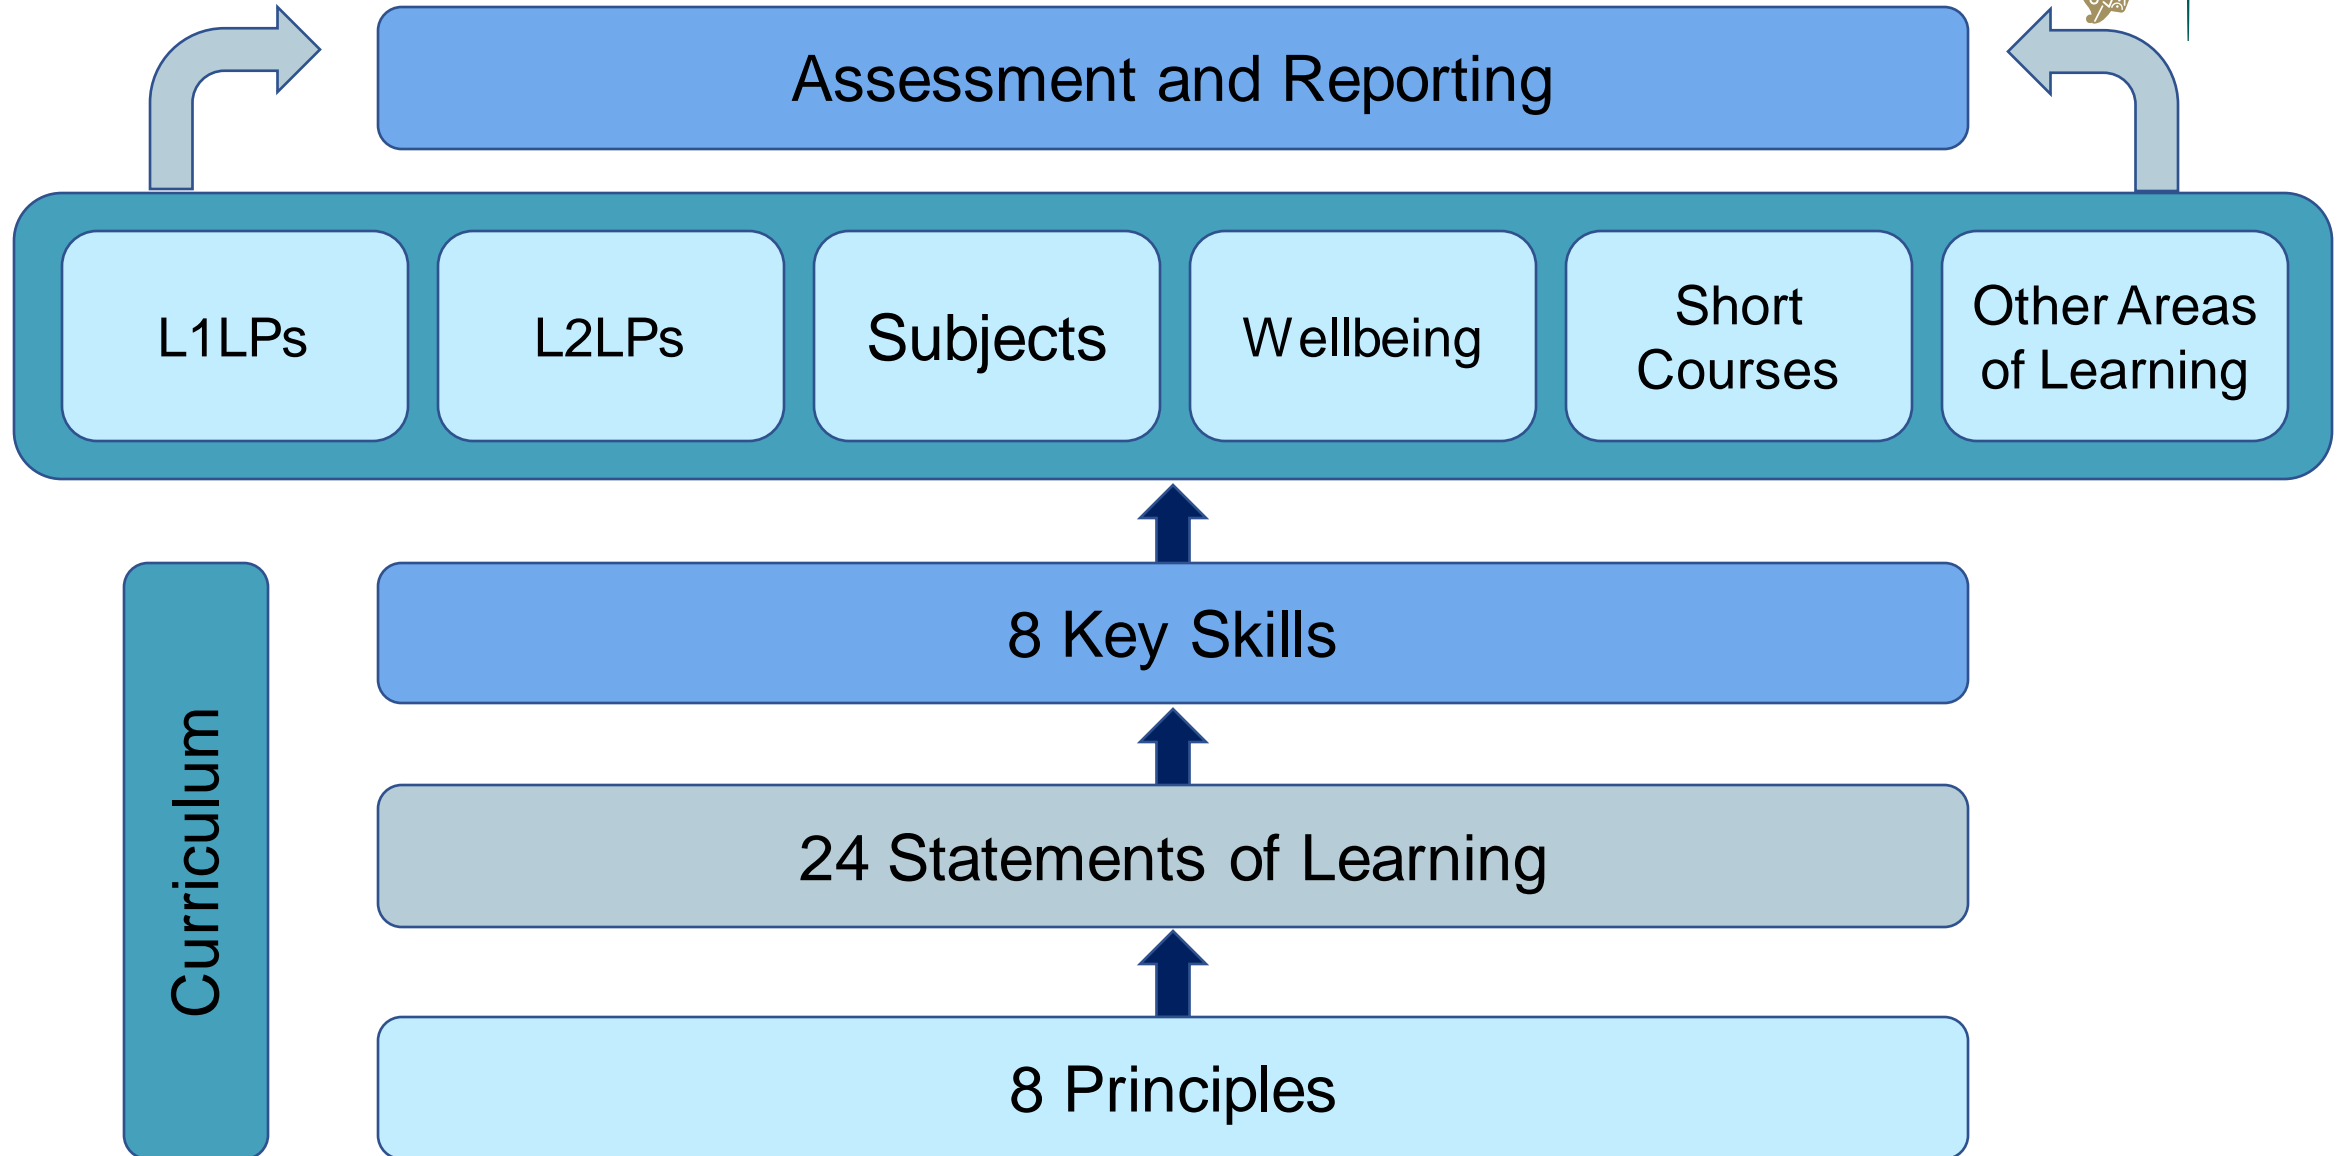 Assessment and Reporting
L1LPs
L2LPs
Subjects
Wellbeing
Short
Courses
Other Areas
of Learning
8 Key Skills
Curriculum
24 Statements of Learning
8 Principles